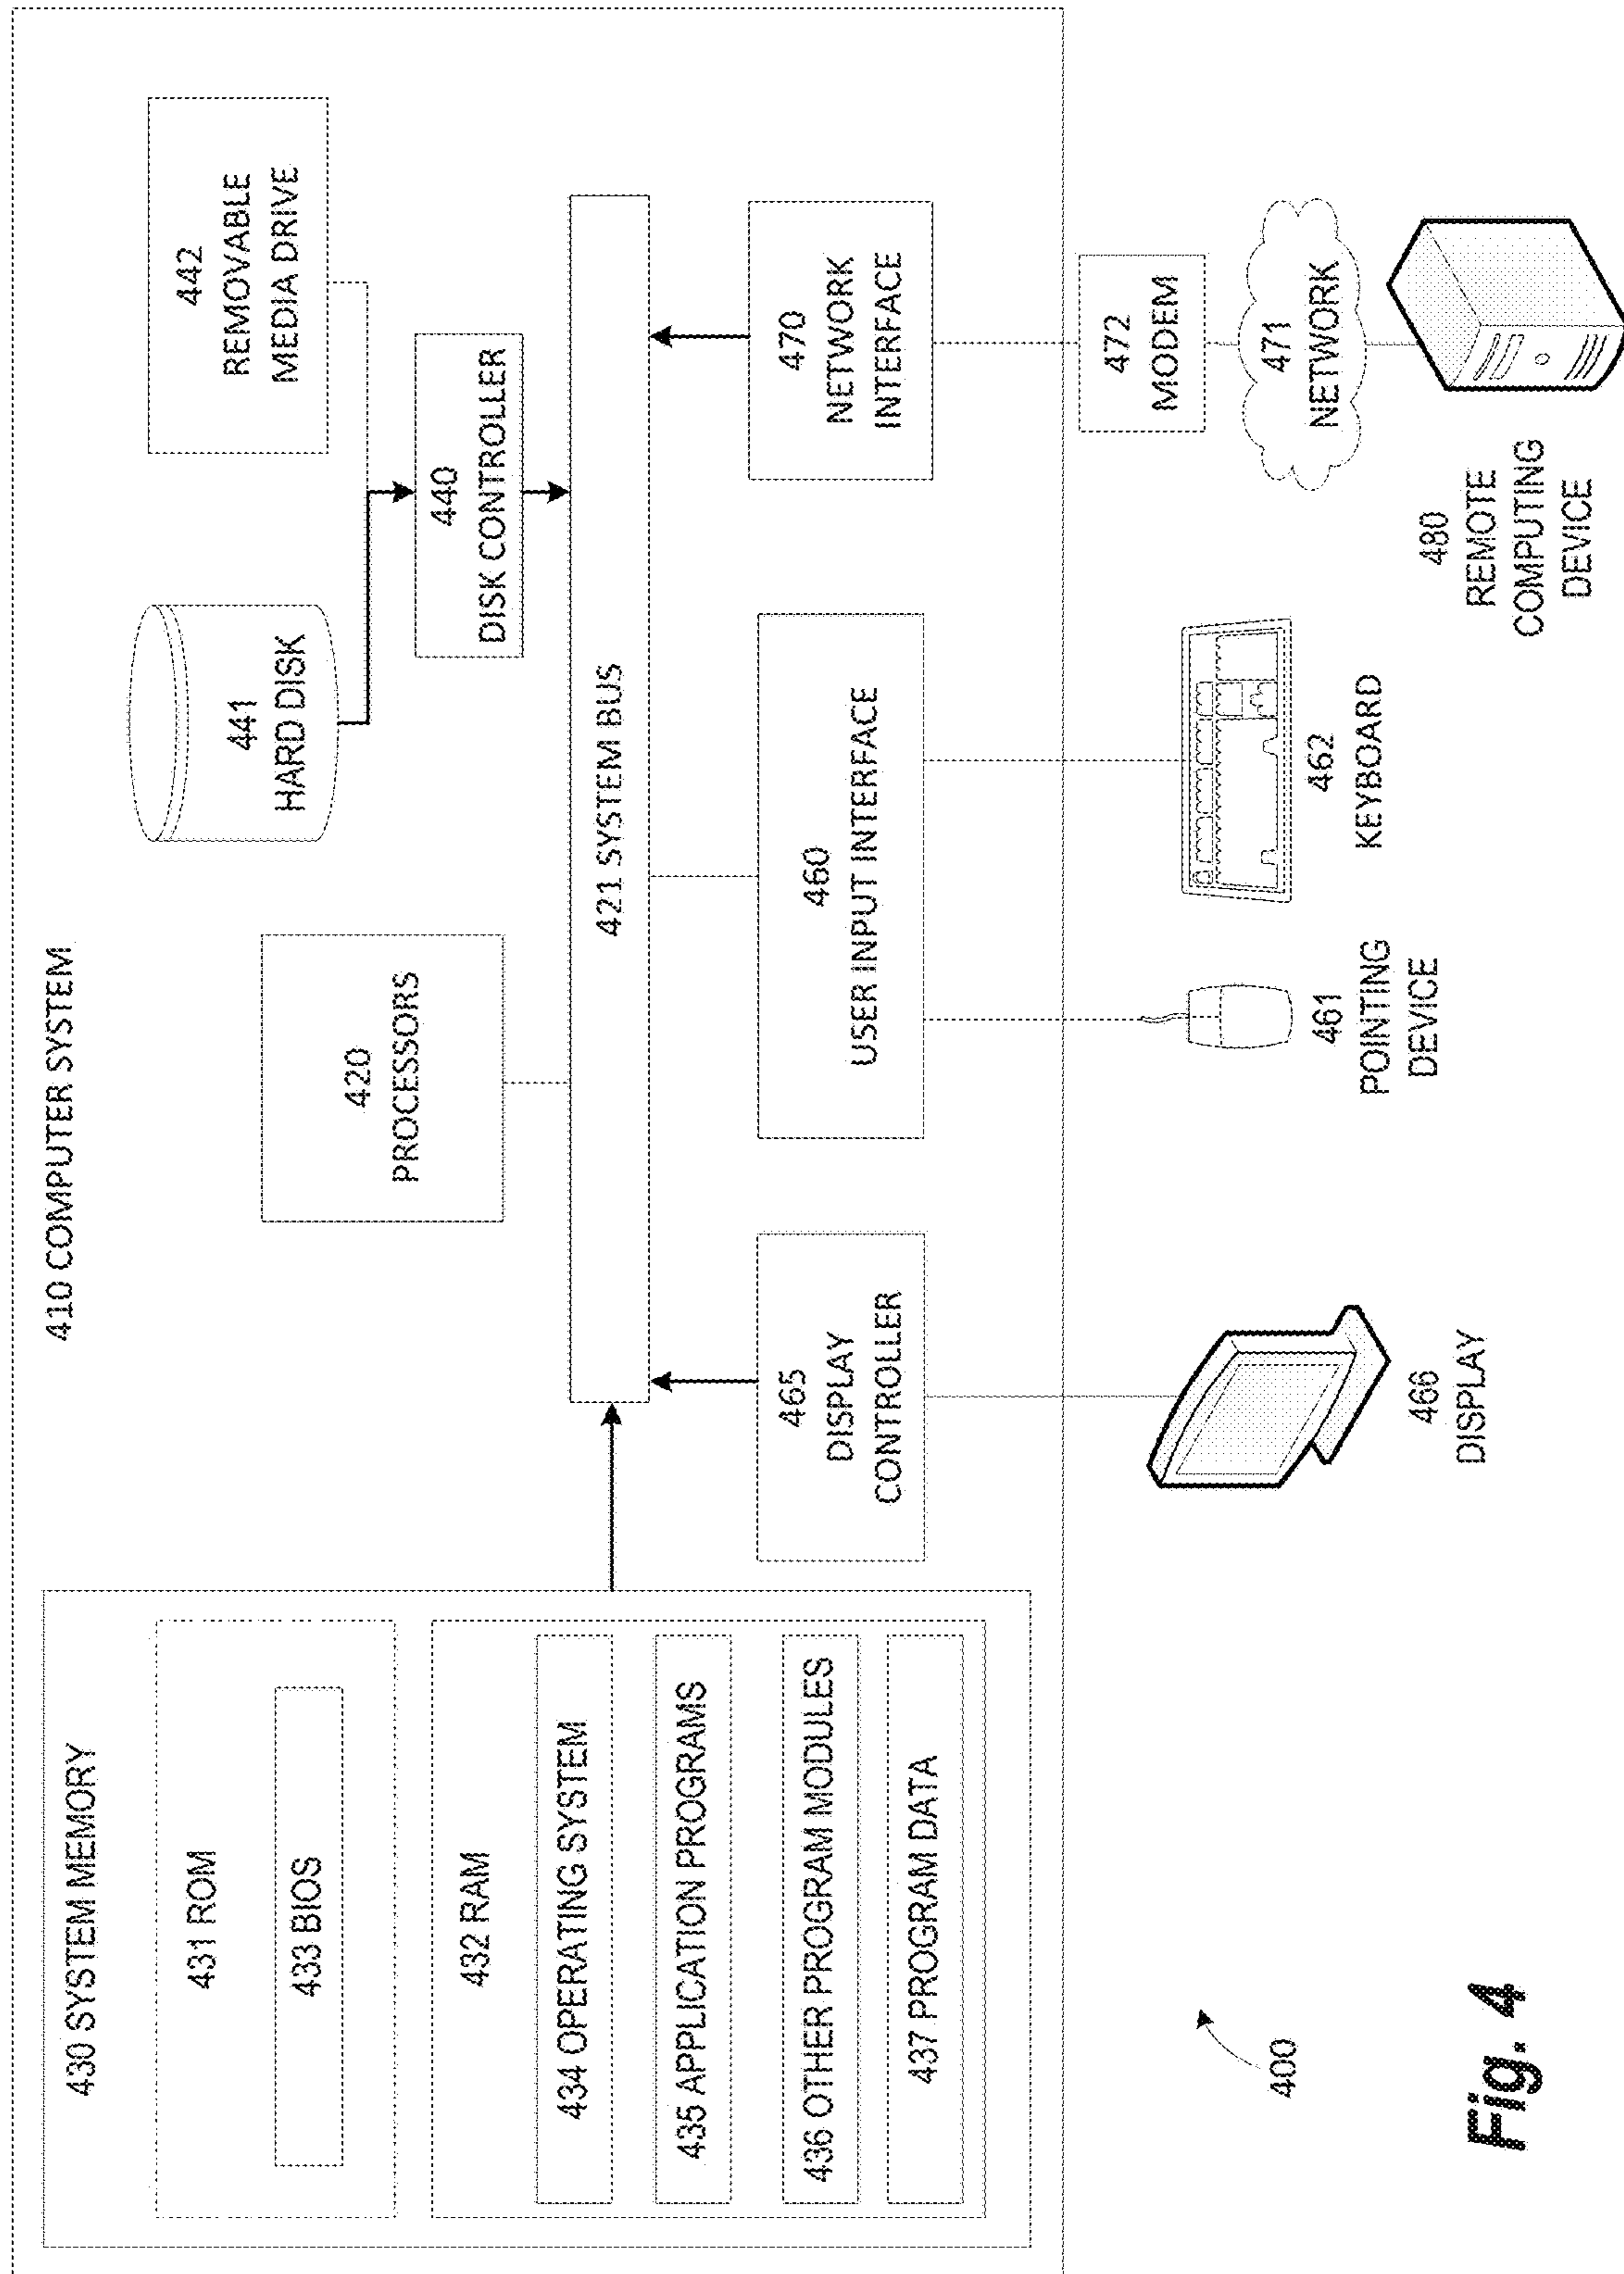 410 COMPUTER SYSTEM
430 SYSTEM MEMORY
431 ROM
433 BIOS
432 RAM
434 OPERATING SYSTEM
435 APPLICATION PROGRAMS
436 OTHER PROGRAM MODULES
437 PROGRAM DATA
420
PROCESSORS
441
HARD DISK
442
REMOVABLE
MEDIA DRIVE
440
DISK CONTROLLER
421 SYSTEM BUS
465
DISPLAY
CONTROLLER
460
USER INPUT INTERFACE
470
NETWORK
INTERFACE
472
MODEM
471
NETWORK
466
DISPLAY
461
POINTING
DEVICE
462
KEYBOARD
480
REMOTE
COMPUTING
DEVICE
400
Fig. 4